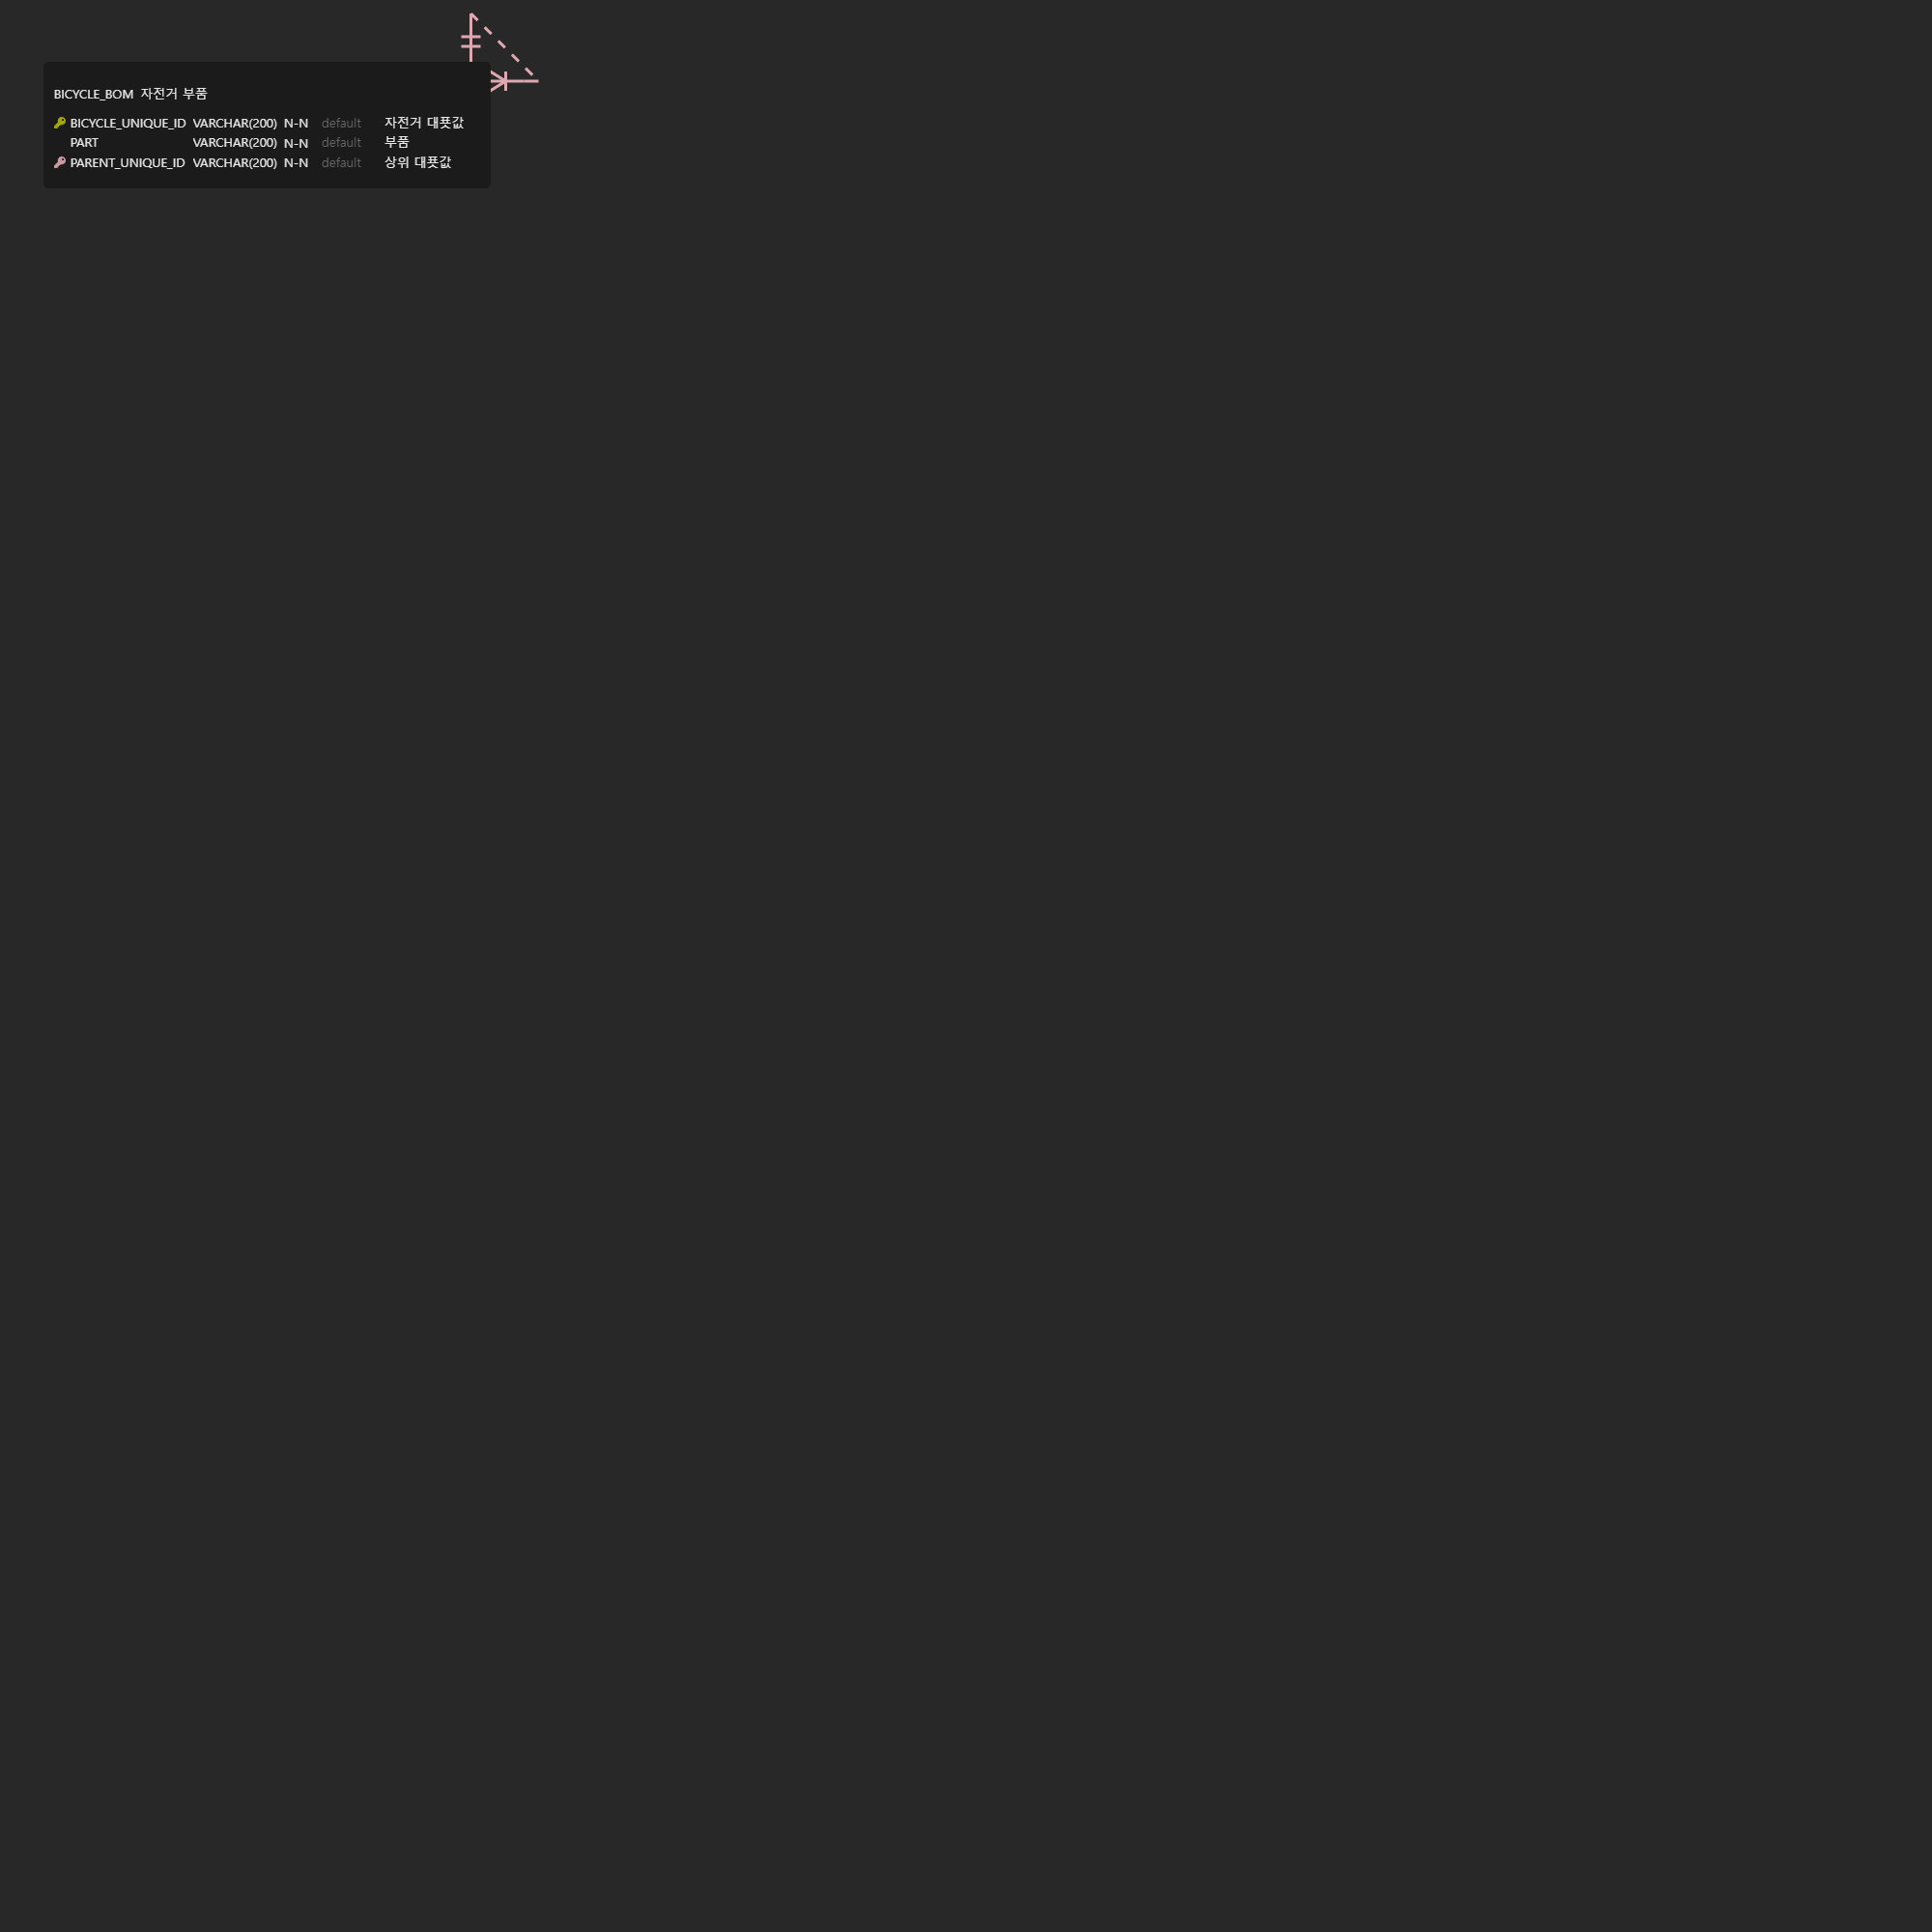 BICYCLE_BOM 자전거 부품
BICYCLE_UNIQUE_ID VARCHAR(200) N-N default 자전거 대푯값
PART VARCHAR(200) N-N default 부품
PARENT_UNIQUE_ID VARCHAR(200) N-N default 상위 대푯값